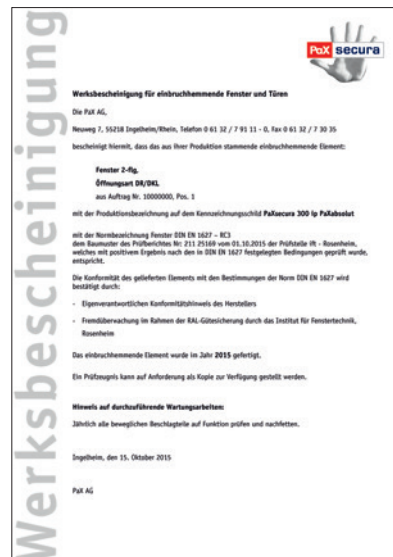 Werksbescheinigung
PaX secura
Werksbescheinigung für einbruchhemmende Fenster und Türen
Die PaX AG,
Neuweg 7, 55218 Ingelheim/Rhein, Telefon 0 61 32 / 79 11 - 0, Fax 0 61 32 / 7 30 35
bescheinigt hiermit, dass das aus ihrer Produktion stammende einbruchhemmende Element:
Fenster 2-flg.
Öffnungsart DR/DKL
aus Auftrag Nr. 10000000, Pos. 1
mit der Produktionsbezeichnung auf dem Kennzeichnungsschild PaXsecura 300 Ip PaXabsolut
mit der Normbezeichnung Fenster DIN EN 1627 – RC3
dem Baumuster des Prüfberichtes Nr: 211 25169 vom 01.10.2015 der Prüfstelle ift - Rosenheim,
welches mit positivem Ergebnis nach den in DIN EN 1627 festgelegten Bedingungen geprüft wurde,
entspricht.
Die Konformität des gelieferten Elements mit den Bestimmungen der Norm DIN EN 1627 wird
bestätigt durch:
- Eigenverantwortlichen Konformitätshinweis des Herstellers
- Fremdüberwachung im Rahmen der RAL-Gütesicherung durch das Institut für Fenstertechnik,
Rosenheim
Das einbruchhemmende Element wurde im Jahr 2015 gefertigt.
Ein Prüfzeugnis kann auf Anforderung als Kopie zur Verfügung gestellt werden.
Hinweis auf durchzuführende Wartungsarbeiten:
Jährlich alle beweglichen Beschlagteile auf Funktion prüfen und nachfetten.
Ingelheim, den 15. Oktober 2015
PaX AG